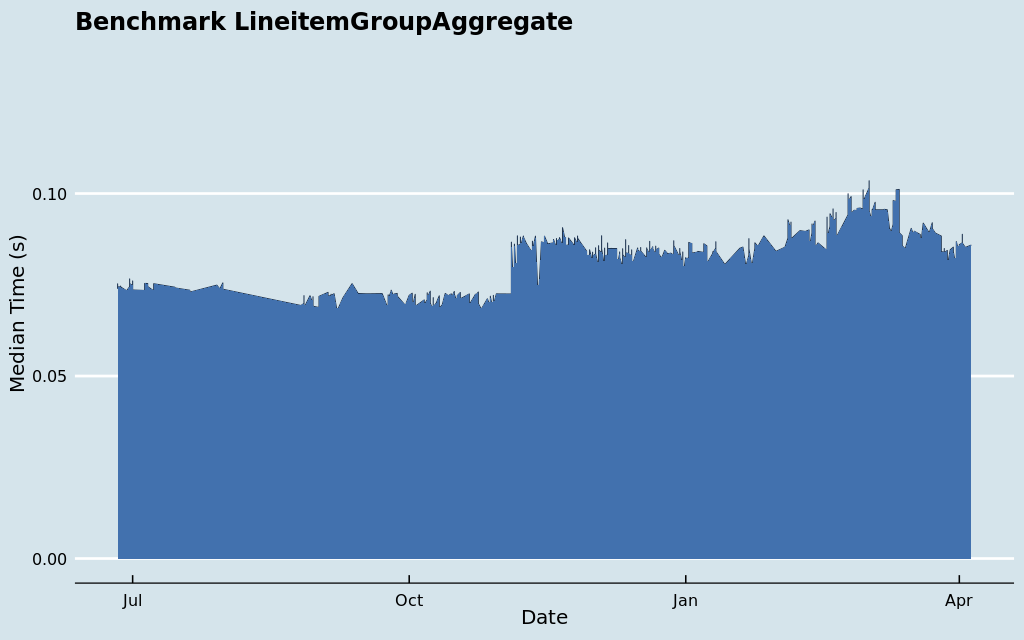 Benchmark LineitemGroupAggregate
Median Time (s)
0.10
0.05
0.00
Jul Oct Jan Apr
Date